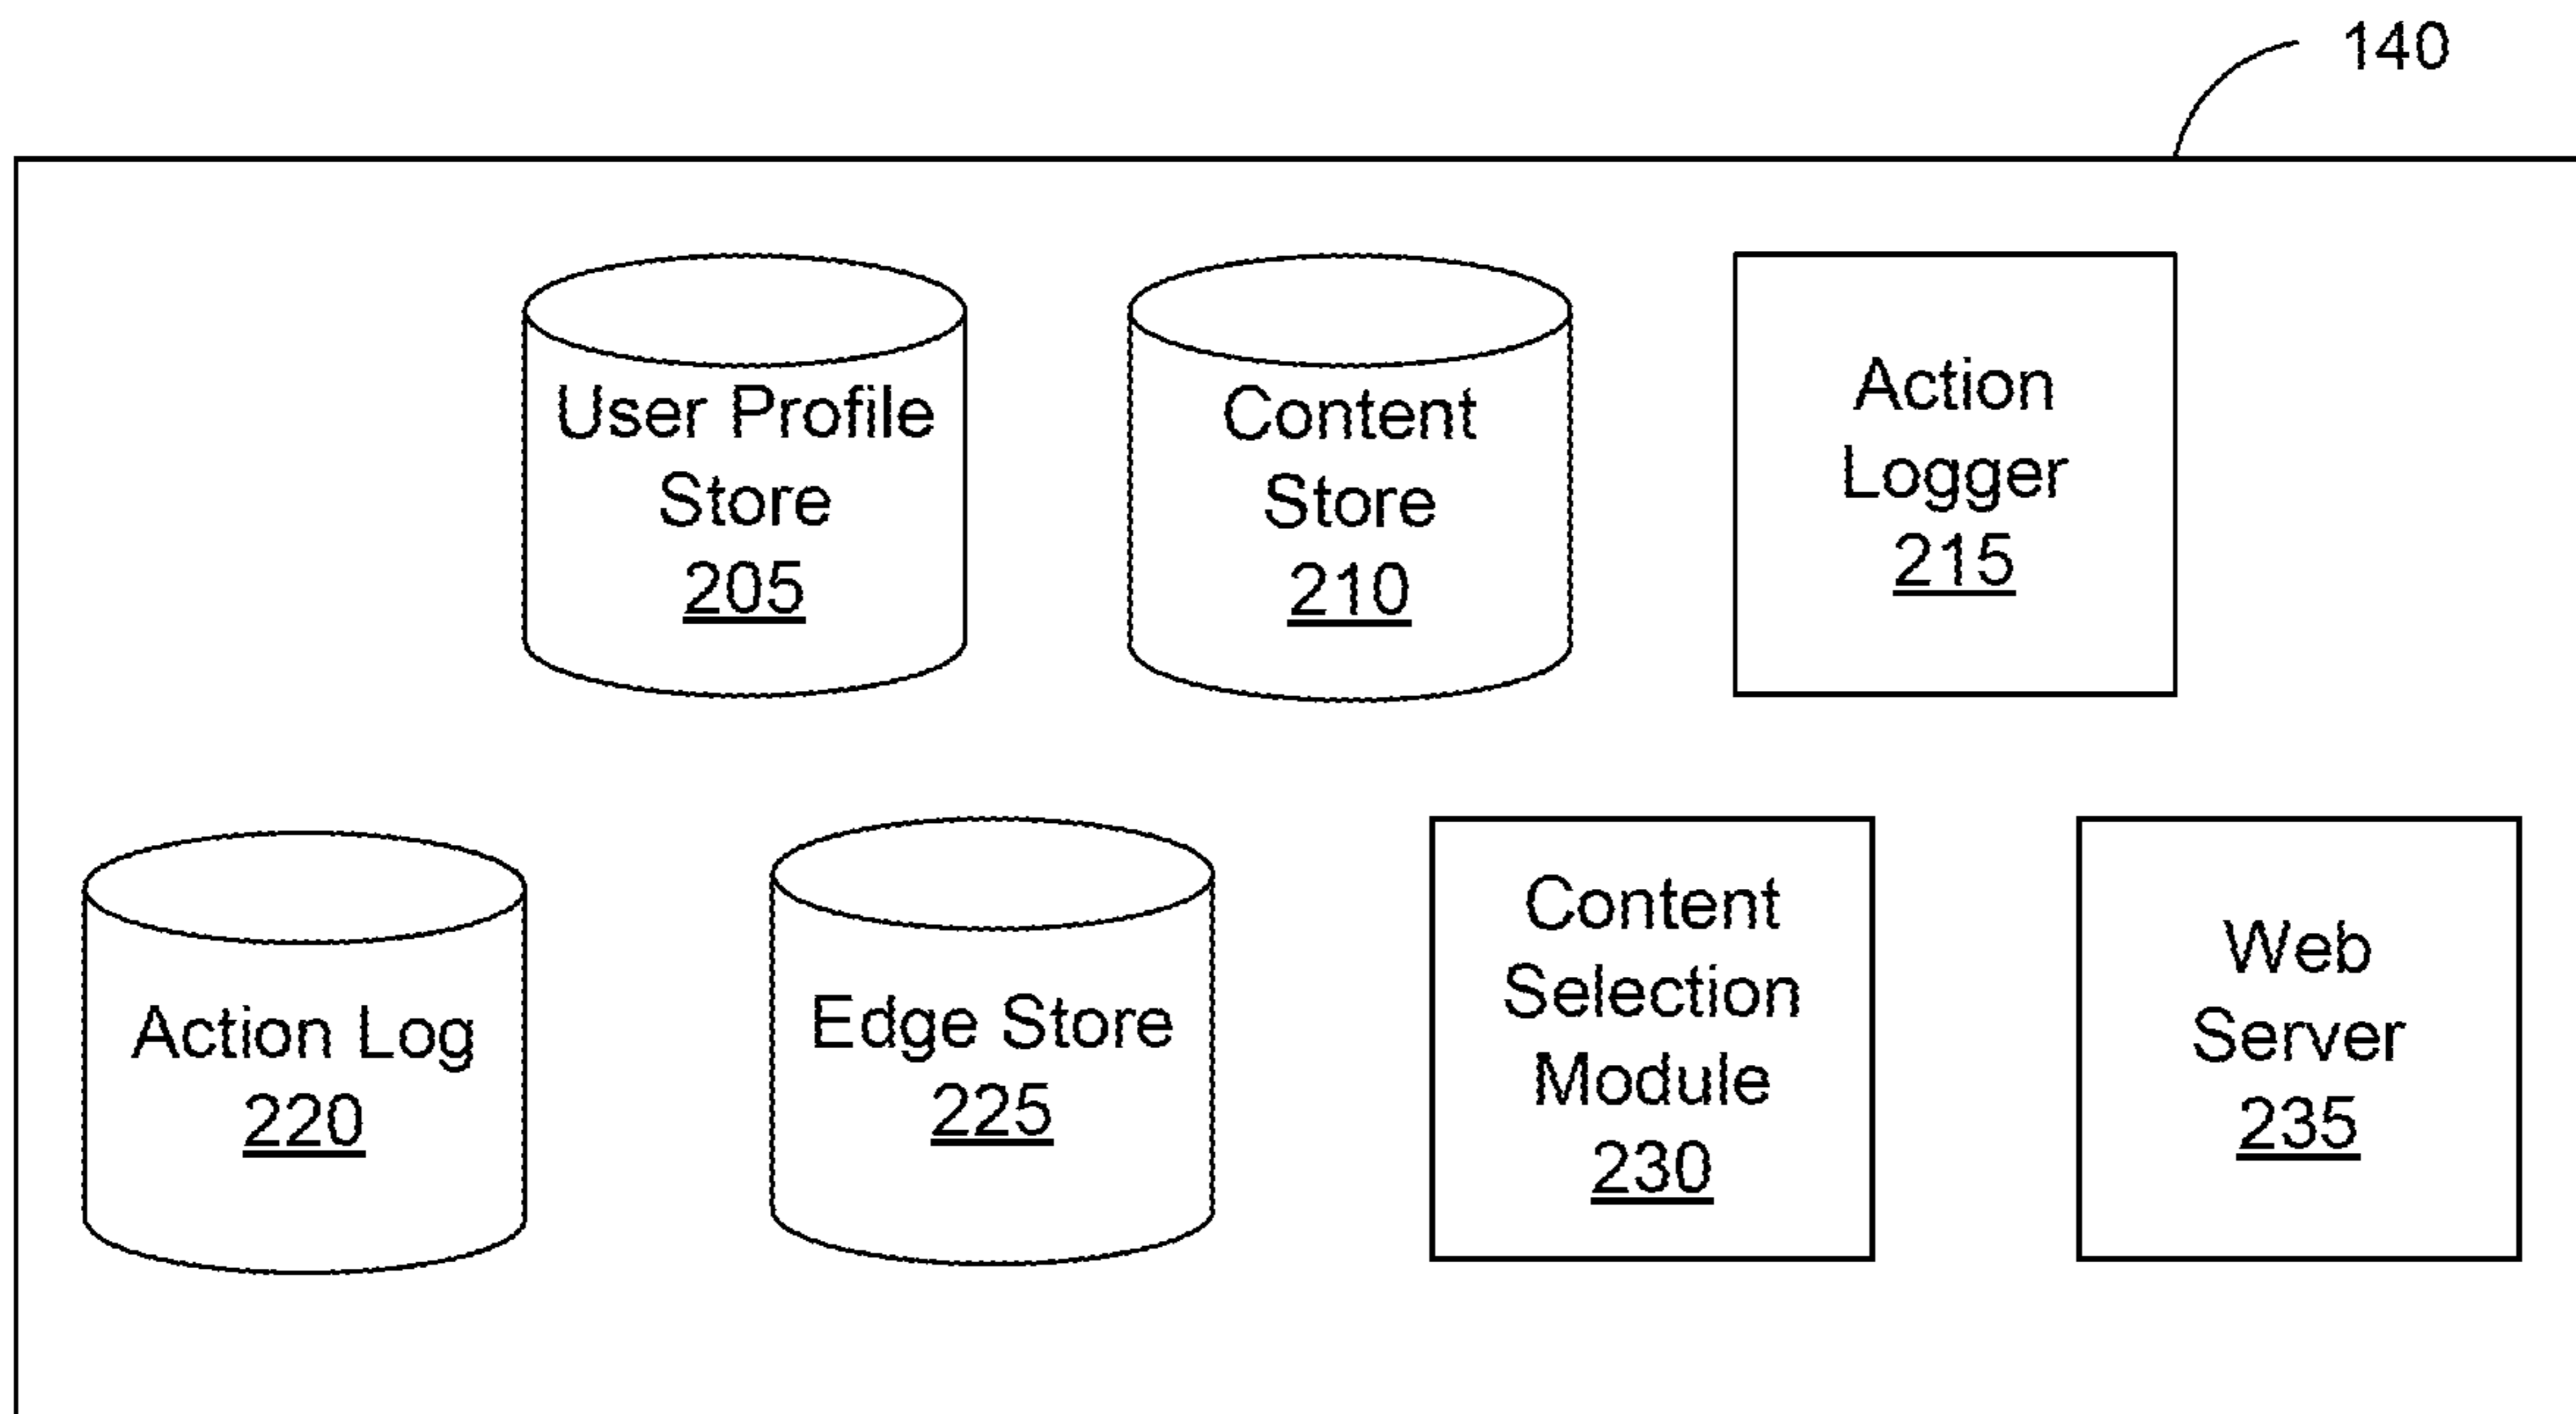 140
User Profile
Store
205
Content
Store
210
Action
Logger
215
Action Log
220
Edge Store
225
Content
Selection
Module
230
Web
Server
235